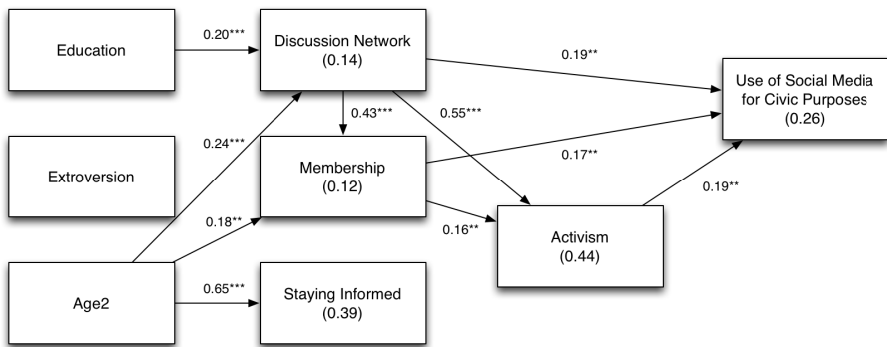 Education
0.20***
Discussion Network
(0.14)
0.19**
Use of Social Media
for Civic Purposes
(0.26)
0.43***
0.55***
0.24***
Extroversion
Membership
(0.12)
0.17**
0.18**
0.16**
Activism
(0.44)
0.19**
Age2
0.65***
Staying Informed
(0.39)